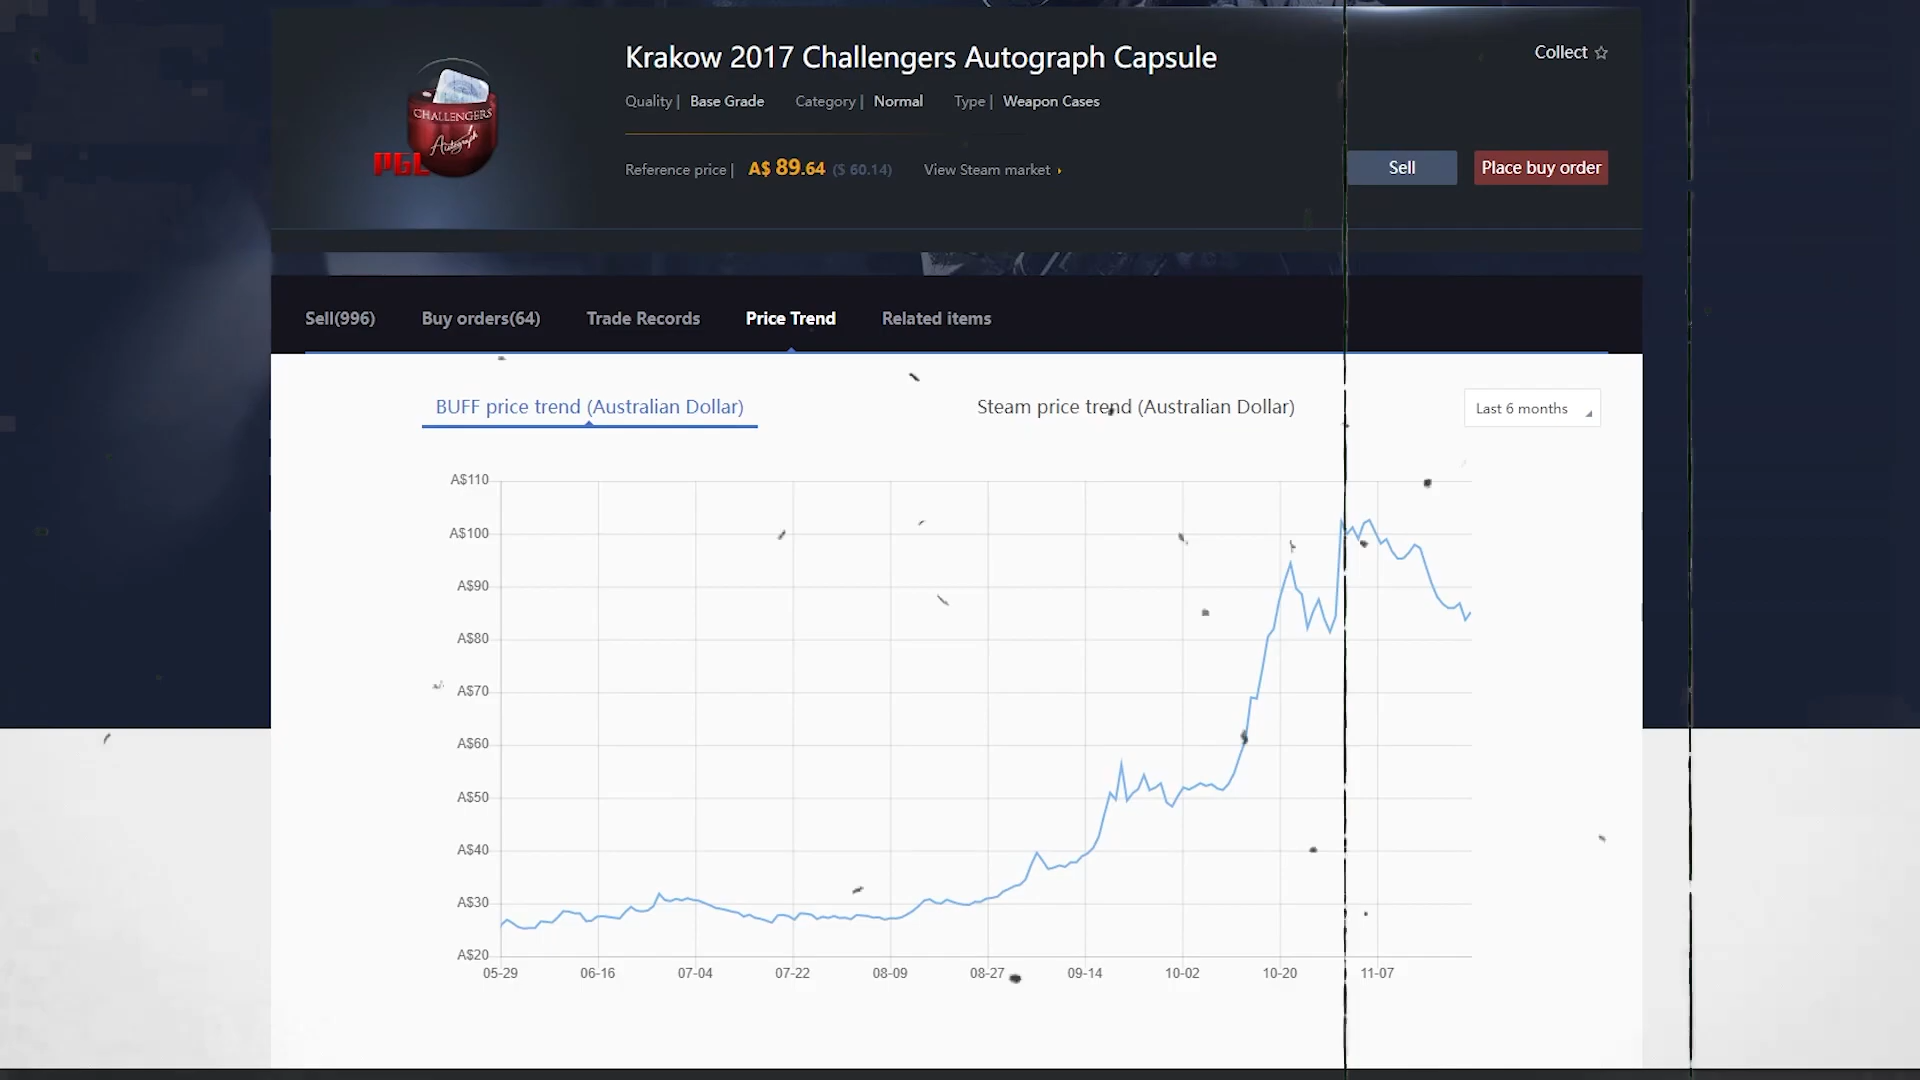 Krakow 2017 Challengers Autograph Capsule
Collect
Quality | Base Grade Category | Normal Type | Weapon Cases
CHALLENGERS
Autograph
PGL
Reference price | A$ 89.64 ($ 60.14) View Steam market
Sell
Place buy order
Sell(996) Buy orders(64) Trade Records Price Trend Related items
BUFF price trend (Australian Dollar)
Steam price trend (Australian Dollar)
Last 6 months
A$110
A$100
A$90
A$80
A$70
A$60
A$50
A$40
A$30
A$20
05-29 06-16 07-04 07-22 08-09 08-27 09-14 10-02 10-20 11-07